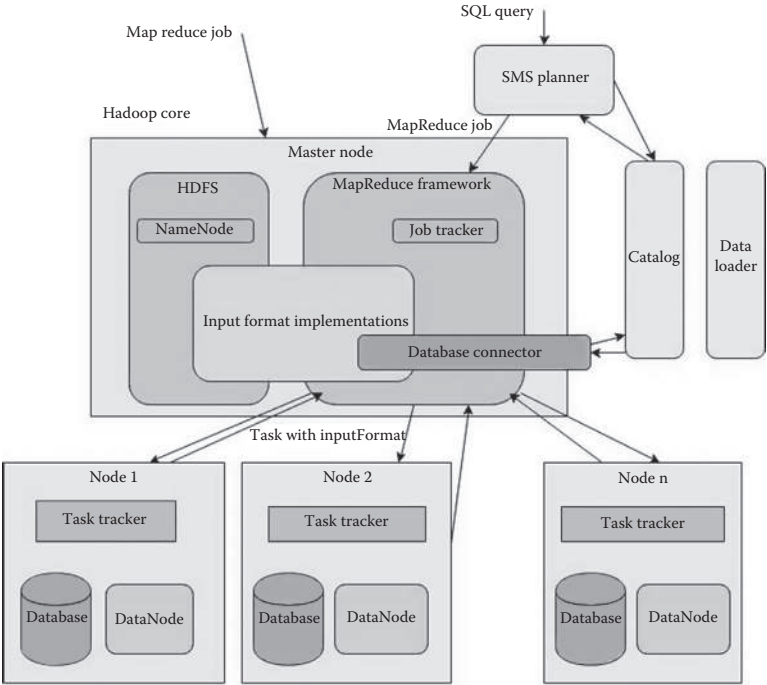 SQL query
Map reduce job
SMS planner
Hadoop core
MapReduce job
Master node
HDFS
MapReduce framework
NameNode
Job tracker
Catalog
Data
loader
Input format implementations
Database connector
Task with inputFormat
Node 1
Task tracker
Database
DataNode
Node 2
Task tracker
Database
DataNode
Node n
Task tracker
Database
DataNode